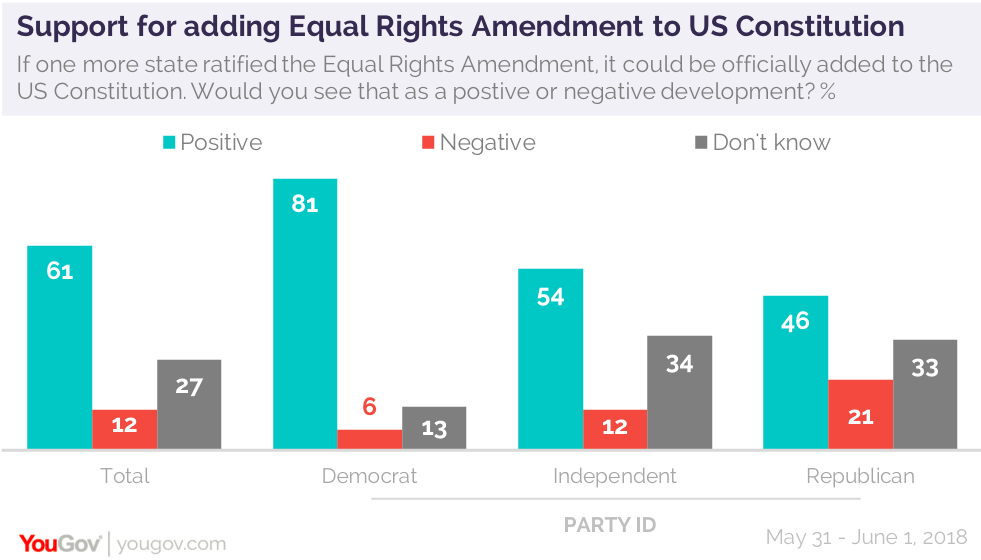 Support for adding Equal Rights Amendment to US Constitution
If one more state ratified the Equal Rights Amendment, it could be officially added to the
US Constitution. Would you see that as a postive or negative development? %
Positive Negative Don't know
61 12 27
81 6 13
54 12 34
46 21 33
Total Democrat Independent Republican
PARTY ID
YouGov | yougov.com
May 31 - June 1, 2018